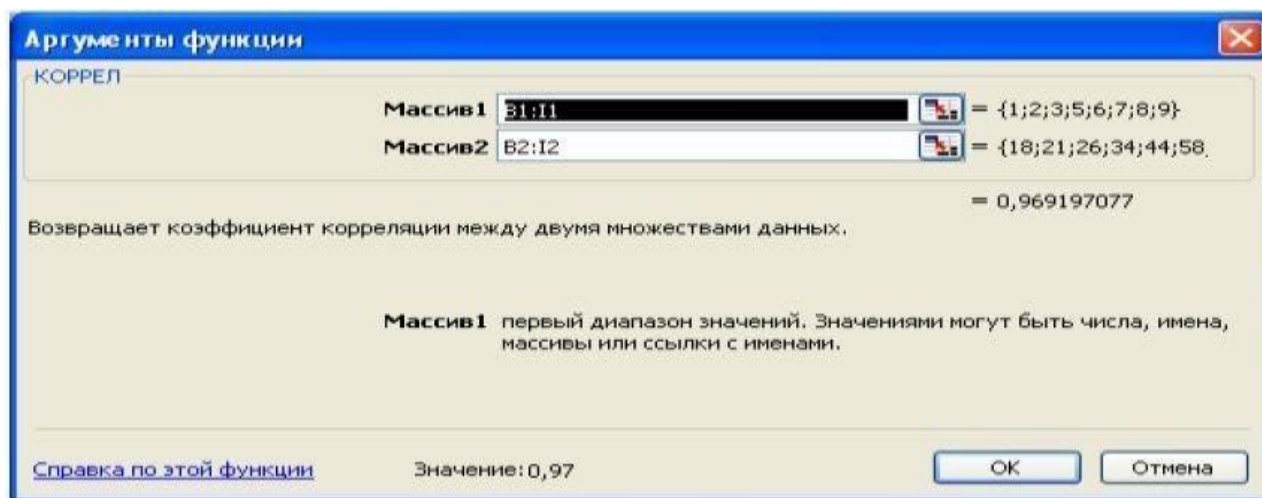 Аргументы функции
КОРРЕЛ
Массив1 B1:I1 = {1;2;3;5;6;7;8;9}
Массив2 B2:I2 = {18;21;26;34;44;58
= 0,969197077
Возвращает коэффициент корреляции между двумя множествами данных.
Массив1 первый диапазон значений. Значениями могут быть числа, имена,
массивы или ссылки с именами.
Справка по этой функции Значение:0,97 OK Отмена